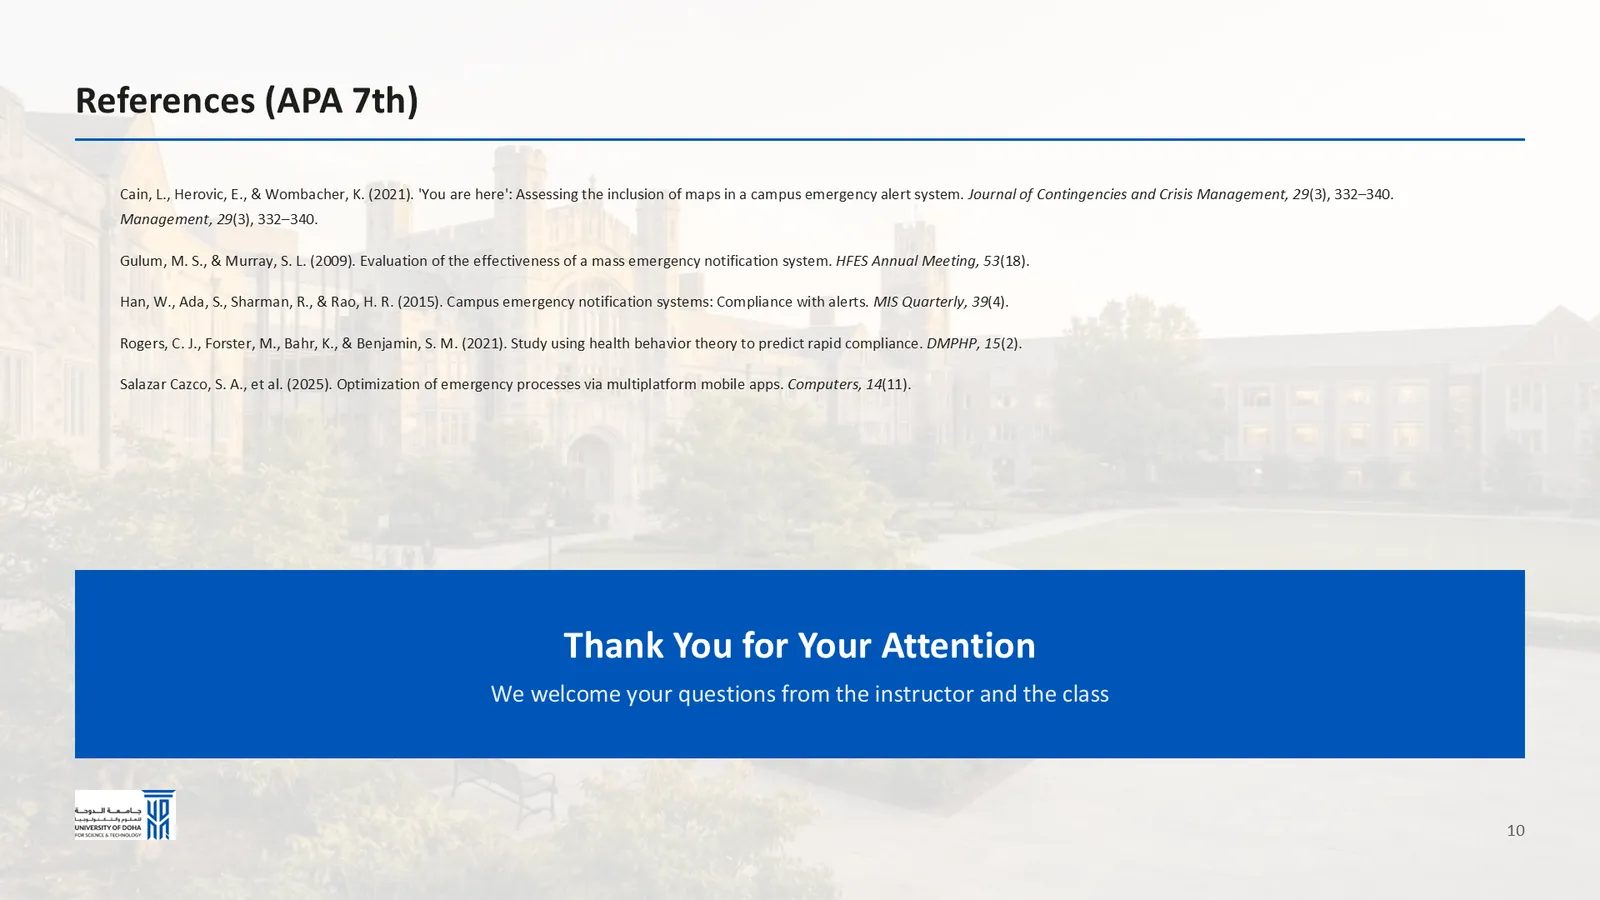 References (APA 7th)
Cain, L., Herovic, E., & Wombacher, K. (2021). 'You are here': Assessing the inclusion of maps in a campus emergency alert system. Journal of Contingencies and Crisis Management, 29(3), 332–340.
Management, 29(3), 332–340.
Gulum, M. S., & Murray, S. L. (2009). Evaluation of the effectiveness of a mass emergency notification system. HFES Annual Meeting, 53(18).
Han, W., Ada, S., Sharman, R., & Rao, H. R. (2015). Campus emergency notification systems: Compliance with alerts. MIS Quarterly, 39(4).
Rogers, C. J., Forster, M., Bahr, K., & Benjamin, S. M. (2021). Study using health behavior theory to predict rapid compliance. DMPHP, 15(2).
Salazar Cazco, S. A., et al. (2025). Optimization of emergency processes via multiplatform mobile apps. Computers, 14(11).
Thank You for Your Attention
We welcome your questions from the instructor and the class
جامعة الدوحة
للعلوم والتكنولوجيا
UNIVERSITY OF DOHA
FOR SCIENCE & TECHNOLOGY
10